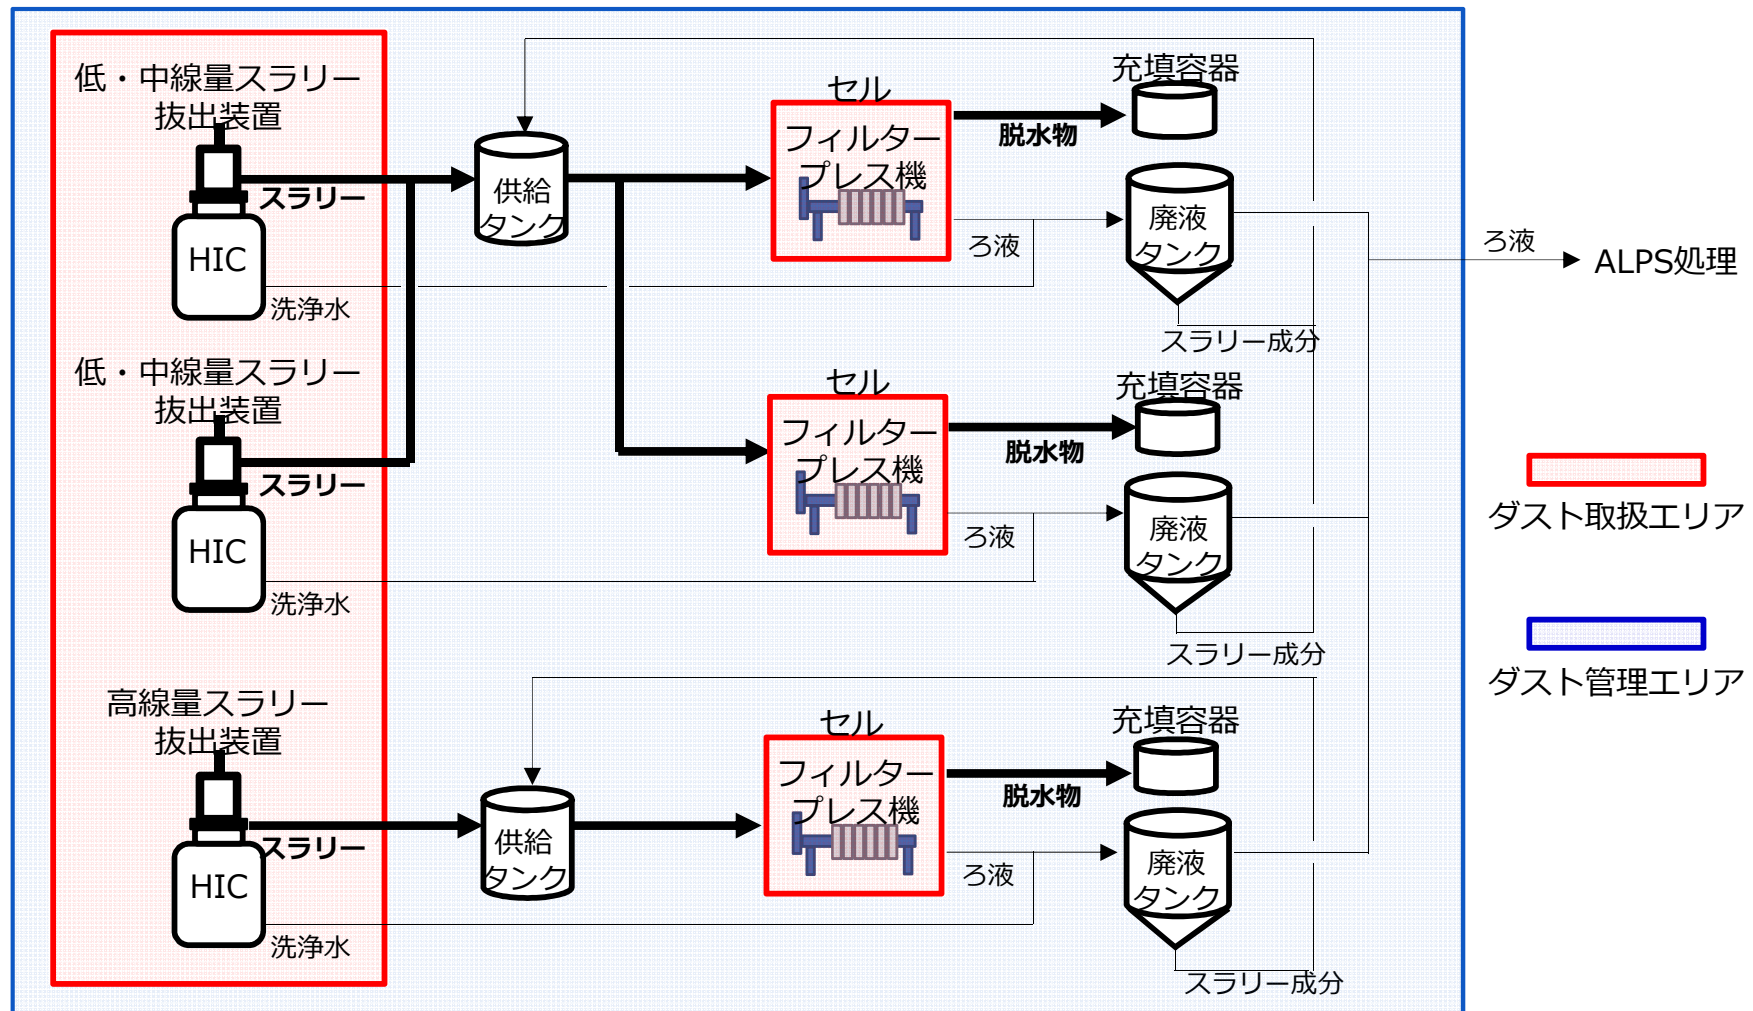 低・中線量スラリー
抜出装置
スラリー
HIC
洗浄水
供給
タンク
セル
フィルター
プレス機
脱水物
充填容器
ろ液
廃液
タンク
スラリー成分
ろ液
ALPS処理
低・中線量スラリー
抜出装置
スラリー
HIC
洗浄水
セル
フィルター
プレス機
脱水物
充填容器
ろ液
廃液
タンク
スラリー成分
高線量スラリー
抜出装置
スラリー
HIC
洗浄水
供給
タンク
セル
フィルター
プレス機
脱水物
充填容器
ろ液
廃液
タンク
スラリー成分
ダスト取扱エリア
ダスト管理エリア